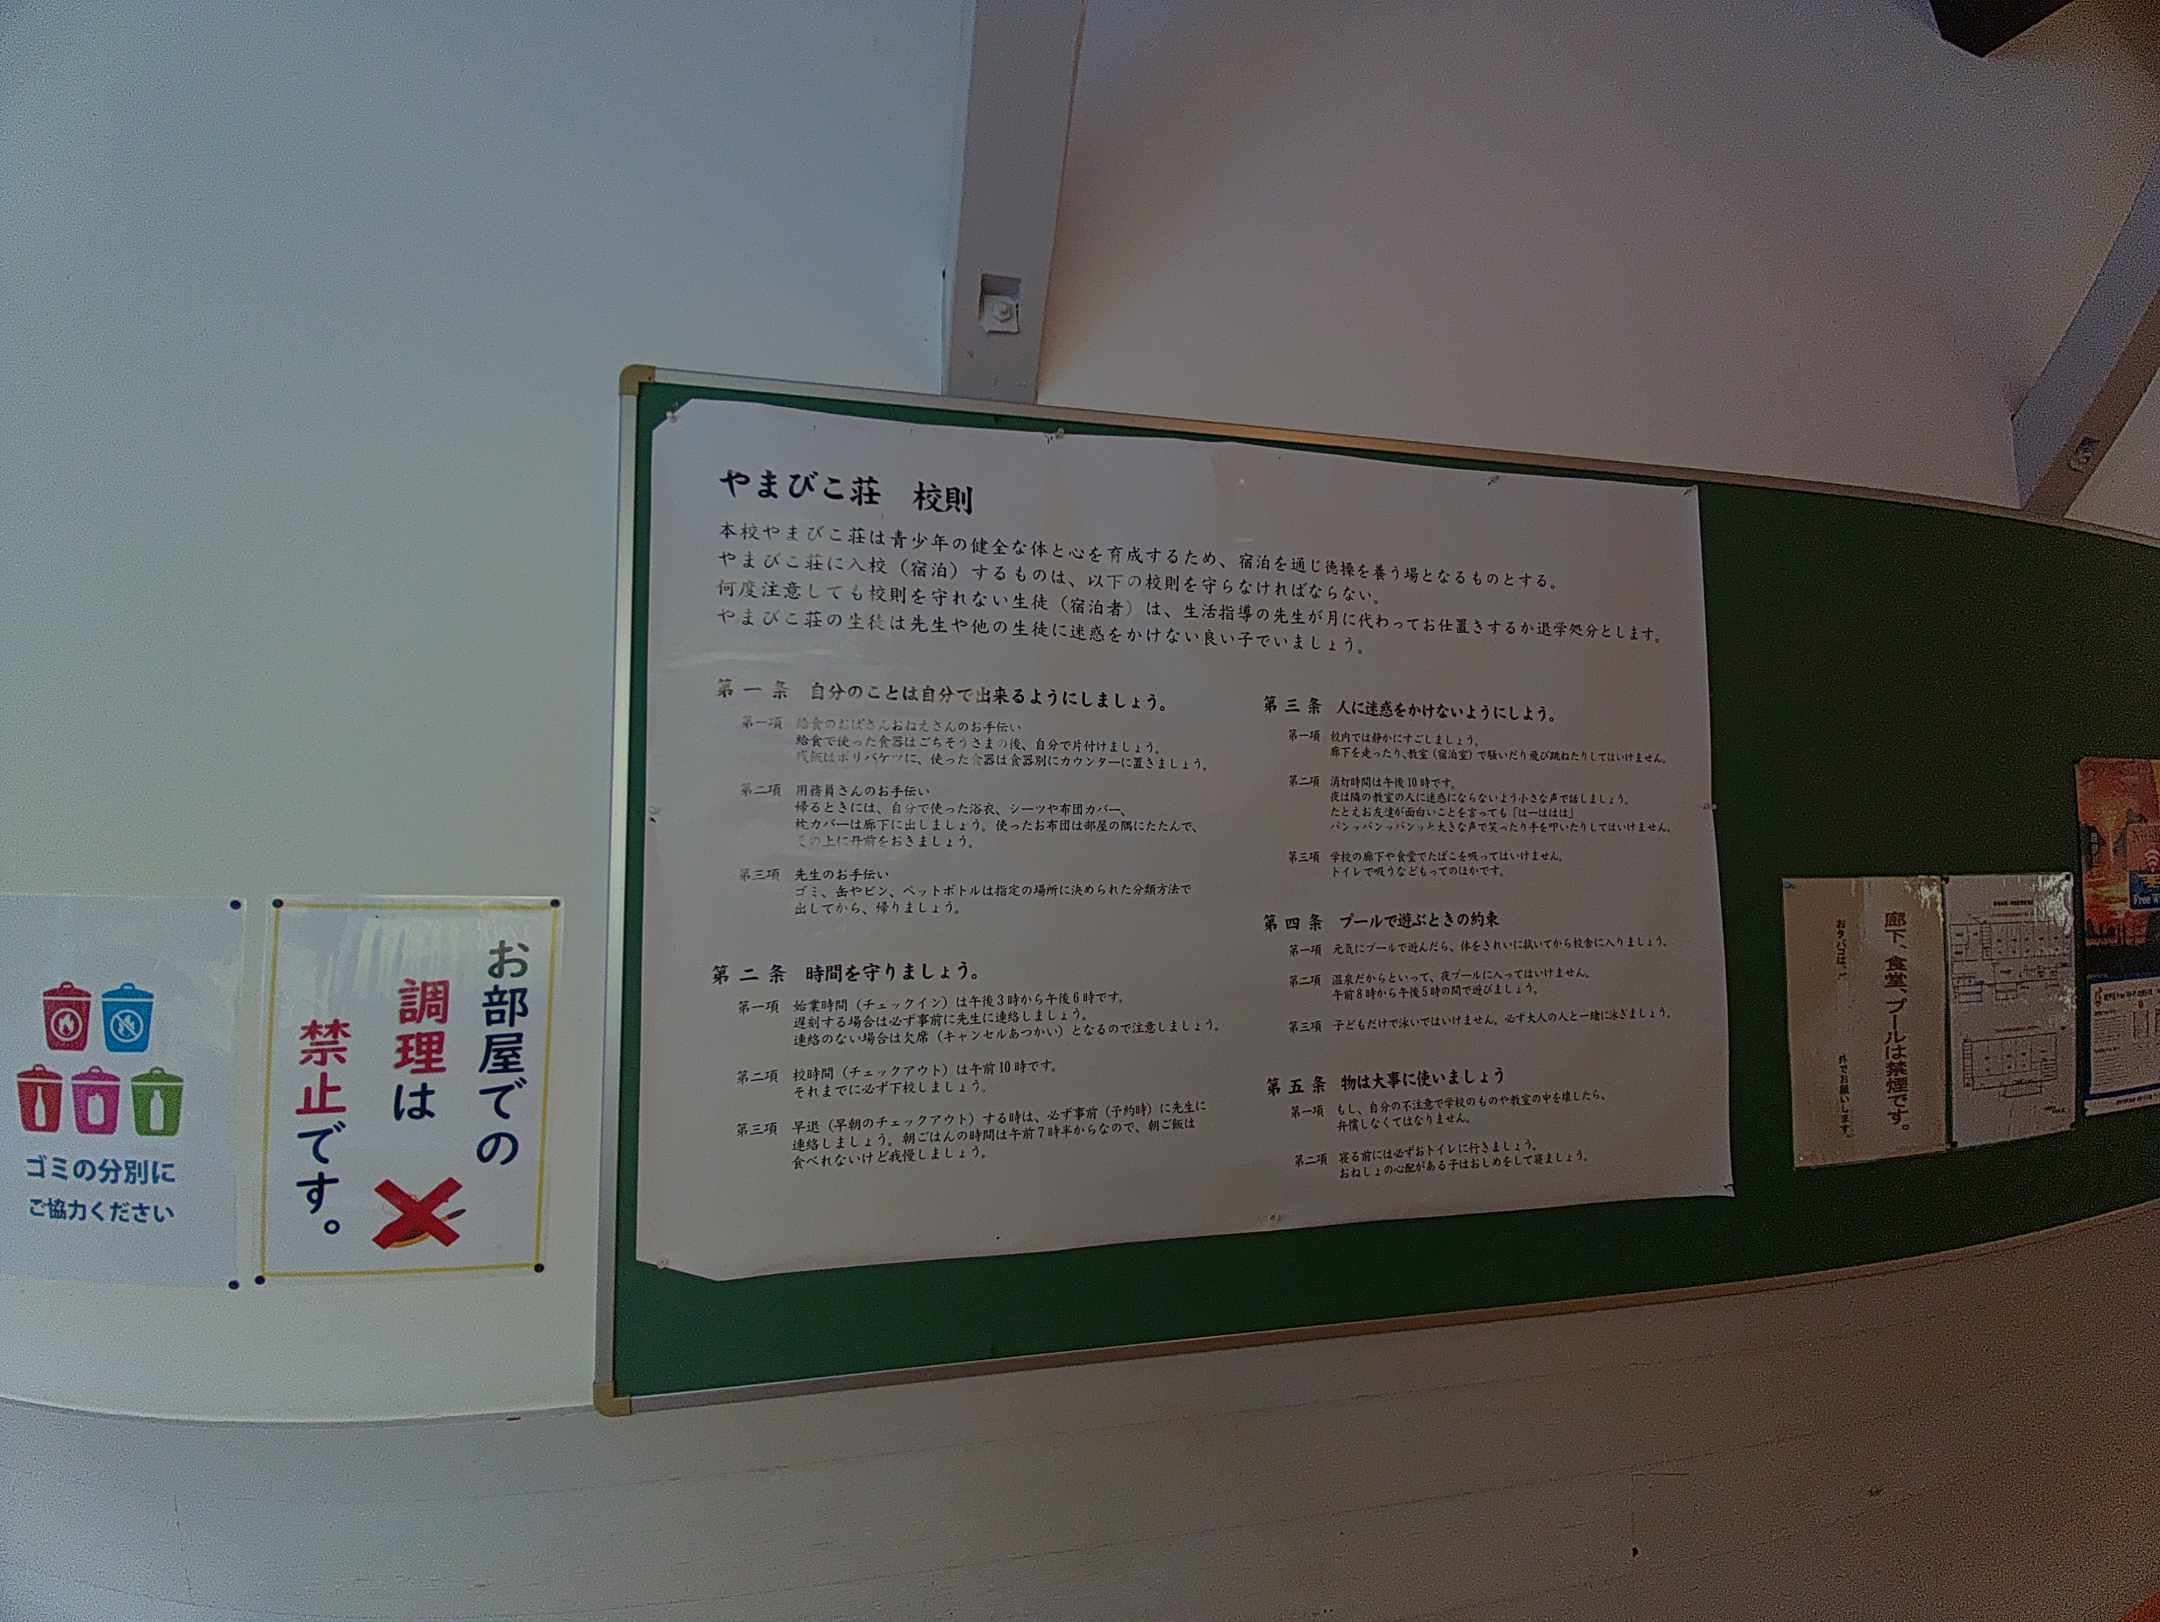 やまびこ荘　校則
本校やまびこ荘は青少年の健全な体と心を育成するため、宿泊を通じ徳操を養う場となるものとする。
やまびこ荘に入校（宿泊）するものは、以下の校則を守らなければならない。
何度注意しても校則を守れない生徒（宿泊者）は、生活指導の先生が月に代わってお仕置きするか退学処分とします。
やまびこ荘の生徒は先生や他の生徒に迷惑をかけない良い子でいましょう。
第一条　自分のことは自分で出来るようにしましょう。
第一項　給食のおばさんおねえさんのお手伝い
給食で使った食器はごちそうさまの後、自分で片付けましょう。
残飯はポリバケツに、使った食器は食器別にカウンターに置きましょう。
第二項　用務員さんのお手伝い
帰るときには、自分で使った浴衣、シーツや布団カバー、
枕カバーは廊下に出しましょう。使ったお布団は部屋の隅にたたんで、
その上に丹前をおきましょう。
第三項　先生のお手伝い
ゴミ、缶やビン、ペットボトルは指定の場所に決められた分類方法で
出してから、帰りましょう。
第二条　時間を守りましょう。
第一項　始業時間（チェックイン）は午後3時から午後6時です。
遅刻する場合は必ず事前に先生に連絡しましょう。
連絡のない場合は欠席（キャンセルあつかい）となるので注意しましょう。
第二項　校時間（チェックアウト）は午前10時です。
それまでに必ず下校しましょう。
第三項　早退（早朝のチェックアウト）する時は、必ず事前（予約時）に先生に
連絡しましょう。朝ごはんの時間は午前7時半からなので、朝ご飯は
食べれないけど我慢しましょう。
第三条　人に迷惑をかけないようにしよう。
第一項　校内では静かにすごしましょう。
廊下を走ったり、教室（宿泊室）で騒いだり飛び跳ねたりしてはいけません。
第二項　消灯時間は午後10時です。
夜は隣の教室の人に迷惑にならないよう小さな声で話しましょう。
たとえお友達が面白いことを言っても「はーははは」
バンッバンッバンッと大きな声で笑ったり手を叩いたりしてはいけません。
第三項　学校の廊下や食堂でたばこを吸ってはいけません。
トイレで吸うなどもってのほかです。
第四条　プールで遊ぶときの約束
第一項　元気にプールで遊んだら、体をきれいに拭いてから校舎に入りましょう。
第二項　温泉だからといって、夜プールに入ってはいけません。
午前8時から午後5時の間で遊びましょう。
第三項　子どもだけで泳いではいけません。必ず大人の人と一緒に泳ぎましょう。
第五条　物は大事に使いましょう
第一項　もし、自分の不注意で学校のものや教室の中を壊したら、
弁償しなくてはなりません。
第二項　寝る前には必ずおトイレに行きましょう。
おねしょの心配がある子はおしめをして寝ましょう。
ゴミの分別に
ご協力ください
お部屋での
調理は
禁止です。
廊下、食堂、プールは禁煙です。
おタバコは、
外でお願いします。